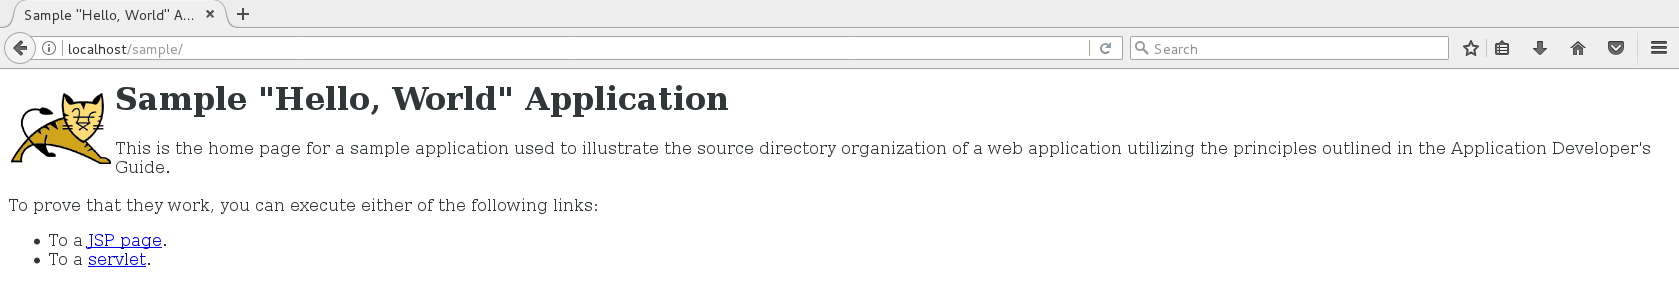 Sample "Hello, World" A...
localhost/sample/
Search
Sample "Hello, World" Application
This is the home page for a sample application used to illustrate the source directory organization of a web application utilizing the principles outlined in the Application Developer's
Guide.
To prove that they work, you can execute either of the following links:
• To a JSP page.
• To a servlet.